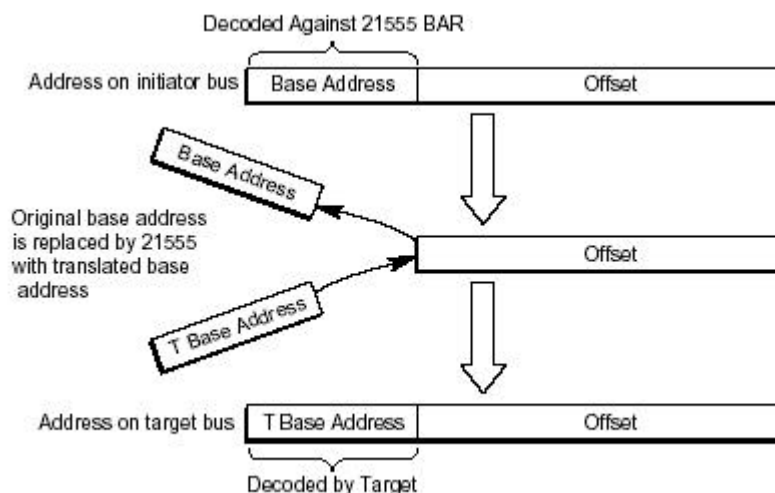 Decoded Against 21555 BAR
Address on initiator bus
Base Address
Offset
Base Address
Original base address
is replaced by 21555
with translated base
address
Offset
T Base Address
Address on target bus
T Base Address
Offset
Decoded by Target